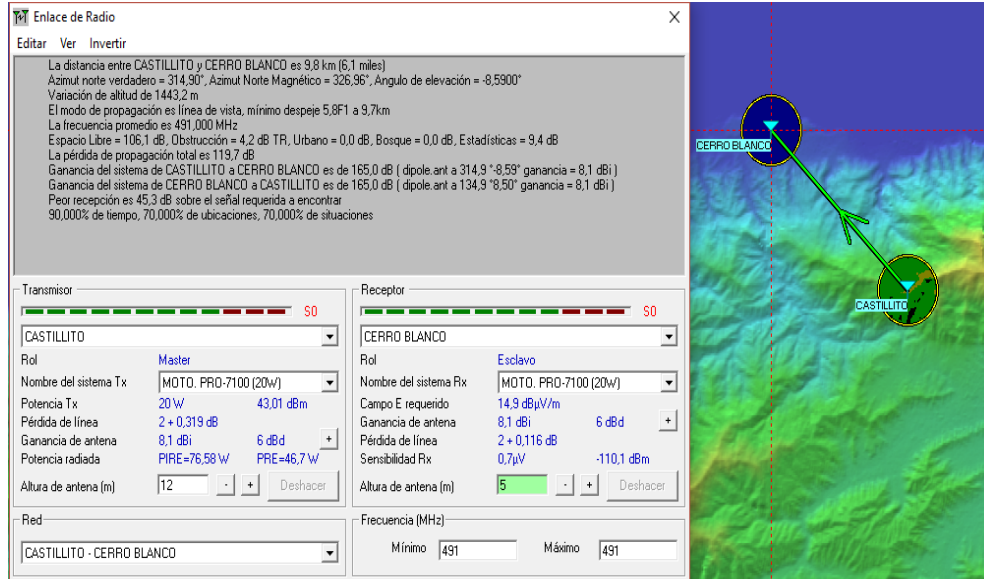 Enlace de Radio
Editar Ver Invertir
La distancia entre CASTILLITO y CERRO BLANCO es 9,8 km (6,1 miles)
Azimut norte verdadero = 314,90°, Azimut Norte Magnético = 326,96°, Angulo de elevación = -8,5900°
Variación de altitud de 1443,2 m
El modo de propagación es línea de vista, mínimo despeje 5,8F1 a 9,7km
La frecuencia promedio es 491,000 MHz
Espacio Libre = 106,1 dB, Obstrucción = 4,2 dB TR, Urbano = 0,0 dB, Bosque = 0,0 dB, Estadísticas = 9,4 dB
La pérdida de propagación total es 119,7 dB
Ganancia del sistema de CASTILLITO a CERRO BLANCO es de 165,0 dB ( dipole.ant a 314,9 °-8,59° ganancia = 8,1 dBi )
Ganancia del sistema de CERRO BLANCO a CASTILLITO es de 165,0 dB ( dipole.ant a 134,9 °8,50° ganancia = 8,1 dBi )
Peor recepción es 45,3 dB sobre el señal requerida a encontrar
90,000% de tiempo, 70,000% de ubicaciones, 70,000% de situaciones
Transmisor
S0
CASTILLITO
Rol Master
Nombre del sistema Tx MOTO. PRO-7100 (20W)
Potencia Tx 20 W 43,01 dBm
Pérdida de línea 2 + 0,319 dB
Ganancia de antena 8,1 dBi 6 dBd +
Potencia radiada PIRE=76,58 W PRE=46,7 W
Altura de antena (m) 12 - + Deshacer
Receptor
S0
CERRO BLANCO
Rol Esclavo
Nombre del sistema Rx MOTO. PRO-7100 (20W)
Campo E requerido 14,9 dBµV/m
Ganancia de antena 8,1 dBi 6 dBd +
Pérdida de línea 2 + 0,116 dB
Sensibilidad Rx 0,7µV -110,1 dBm
Altura de antena (m) 5 - + Deshacer
Red
CASTILLITO - CERRO BLANCO
Frecuencia (MHz)
Mínimo 491 Máximo 491
CERRO BLANCO
CASTILLITO